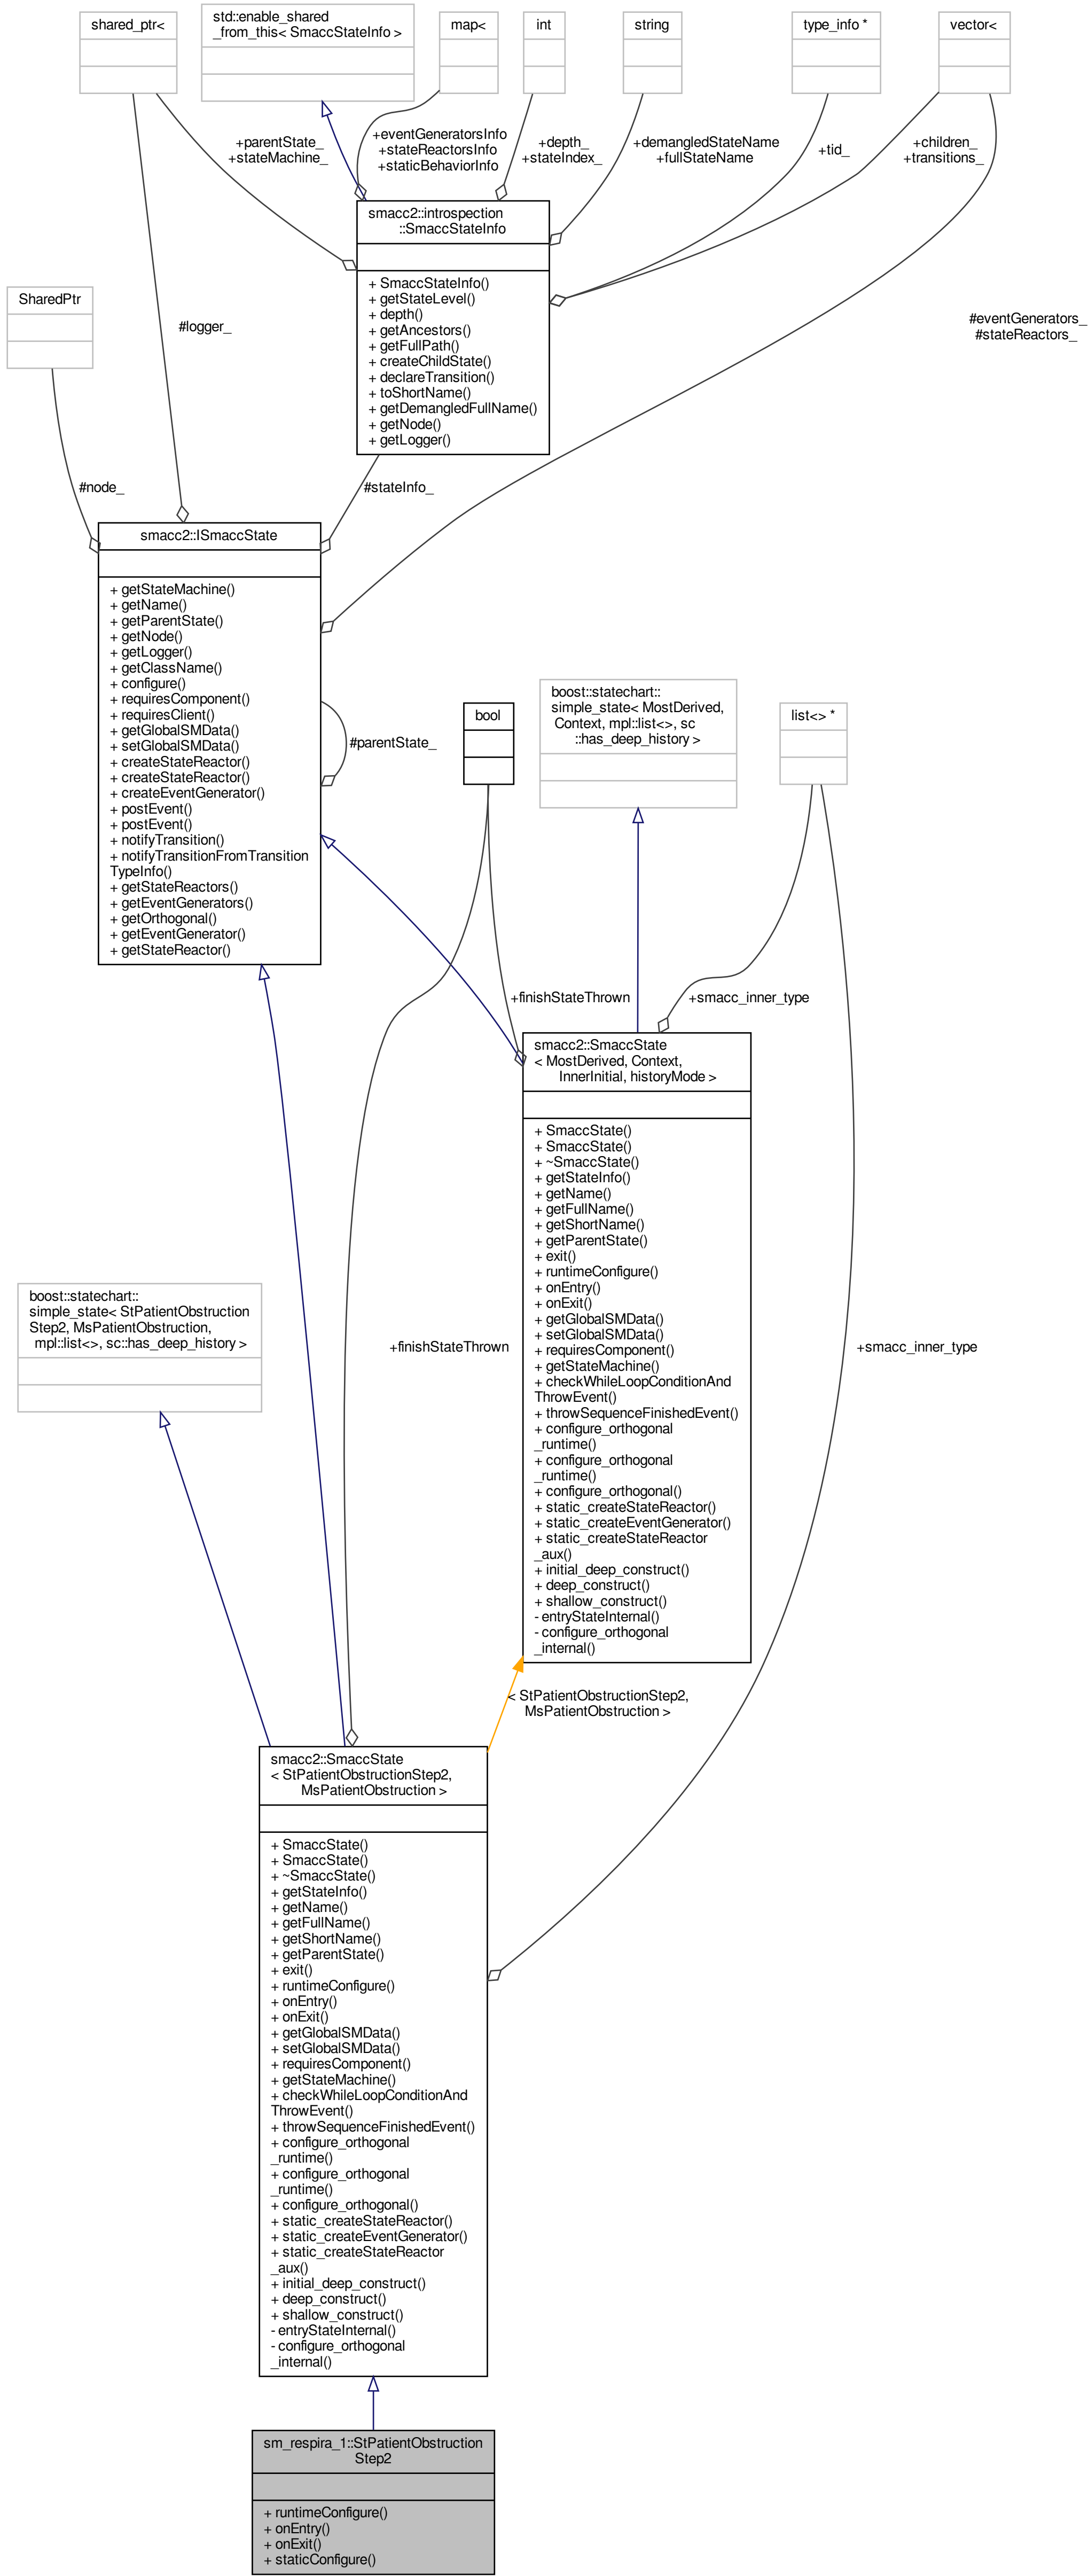 shared_ptr<
std::enable_shared
_from_this< SmaccStateInfo >
map<
int
string
type_info *
vector<
+parentState_
+stateMachine_
+eventGeneratorsInfo
+stateReactorsInfo
+staticBehaviorInfo
+depth_
+stateIndex_
+demangledStateName
+fullStateName
+tid_
+children_
+transitions_
smacc2::introspection
::SmaccStateInfo
+ SmaccStateInfo()
+ getStateLevel()
+ depth()
+ getAncestors()
+ getFullPath()
+ createChildState()
+ declareTransition()
+ toShortName()
+ getDemangledFullName()
+ getNode()
+ getLogger()
SharedPtr
#logger_
#eventGenerators_
#stateReactors_
#node_
#stateInfo_
smacc2::ISmaccState
+ getStateMachine()
+ getName()
+ getParentState()
+ getNode()
+ getLogger()
+ getClassName()
+ configure()
+ requiresComponent()
+ requiresClient()
+ getGlobalSMData()
+ setGlobalSMData()
+ createStateReactor()
+ createStateReactor()
+ createEventGenerator()
+ postEvent()
+ postEvent()
+ notifyTransition()
+ notifyTransitionFromTransition
TypeInfo()
+ getStateReactors()
+ getEventGenerators()
+ getOrthogonal()
+ getEventGenerator()
+ getStateReactor()
#parentState_
bool
boost::statechart::
simple_state< MostDerived,
Context, mpl::list<>, sc
::has_deep_history >
list<> *
+finishStateThrown
+smacc_inner_type
smacc2::SmaccState
< MostDerived, Context,
InnerInitial, historyMode >
+ SmaccState()
+ SmaccState()
+ ~SmaccState()
+ getStateInfo()
+ getName()
+ getFullName()
+ getShortName()
+ getParentState()
+ exit()
+ runtimeConfigure()
+ onEntry()
+ onExit()
+ getGlobalSMData()
+ setGlobalSMData()
+ requiresComponent()
+ getStateMachine()
+ checkWhileLoopConditionAnd
ThrowEvent()
+ throwSequenceFinishedEvent()
+ configure_orthogonal
_runtime()
+ configure_orthogonal
_runtime()
+ configure_orthogonal()
+ static_createStateReactor()
+ static_createEventGenerator()
+ static_createStateReactor
_aux()
+ initial_deep_construct()
+ deep_construct()
+ shallow_construct()
- entryStateInternal()
- configure_orthogonal
_internal()
boost::statechart::
simple_state< StPatientObstruction
Step2, MsPatientObstruction,
mpl::list<>, sc::has_deep_history >
+finishStateThrown
+smacc_inner_type
< StPatientObstructionStep2,
MsPatientObstruction >
smacc2::SmaccState
< StPatientObstructionStep2,
MsPatientObstruction >
+ SmaccState()
+ SmaccState()
+ ~SmaccState()
+ getStateInfo()
+ getName()
+ getFullName()
+ getShortName()
+ getParentState()
+ exit()
+ runtimeConfigure()
+ onEntry()
+ onExit()
+ getGlobalSMData()
+ setGlobalSMData()
+ requiresComponent()
+ getStateMachine()
+ checkWhileLoopConditionAnd
ThrowEvent()
+ throwSequenceFinishedEvent()
+ configure_orthogonal
_runtime()
+ configure_orthogonal
_runtime()
+ configure_orthogonal()
+ static_createStateReactor()
+ static_createEventGenerator()
+ static_createStateReactor
_aux()
+ initial_deep_construct()
+ deep_construct()
+ shallow_construct()
- entryStateInternal()
- configure_orthogonal
_internal()
sm_respira_1::StPatientObstruction
Step2
+ runtimeConfigure()
+ onEntry()
+ onExit()
+ staticConfigure()